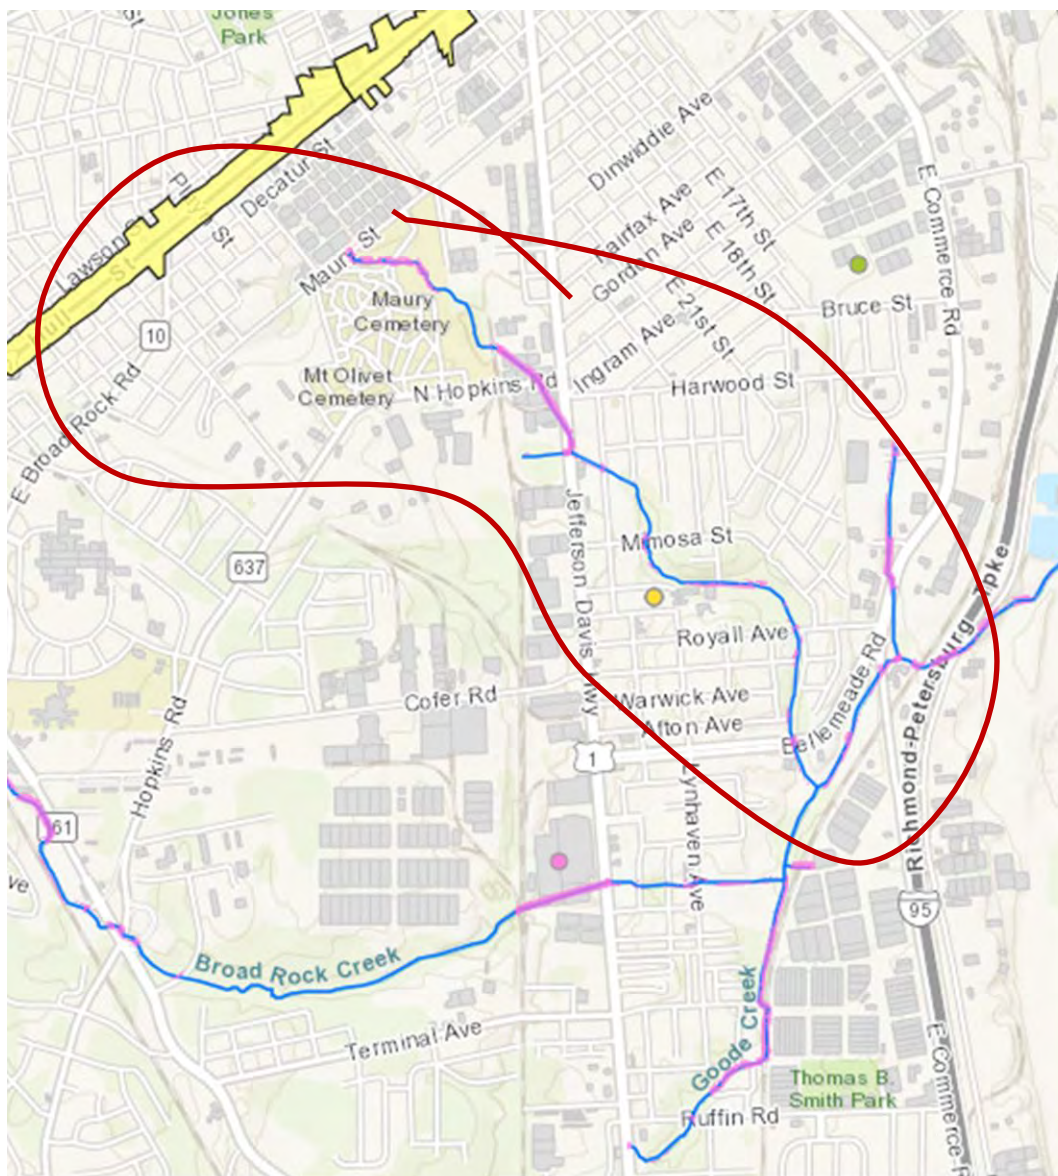 Jones
Park
Dinwiddie Ave
Decatur St
E Commerce Rd
E 17th St
Fairfax Ave
St
Lawson
Gordon Ave
E 18th St
Maury St
E 21st St
Bruce St
Maury
Cemetery
Hull St
10
Ingram Ave
Mt Olivet
Cemetery
N Hopkins Rd
Harwood St
E Broad Rock Rd
Jefferson Davis Hwy
Mimosa St
637
Richmond-Petersburg Tpke
Royall Ave
Bellemeade Rd
Cofer Rd
Warwick Ave
Afton Ave
Hopkins Rd
1
Lynhaven Ave
61
ve
95
Broad Rock Creek
Goode Creek
Terminal Ave
E Commerce R
Thomas B.
Smith Park
Ruffin Rd